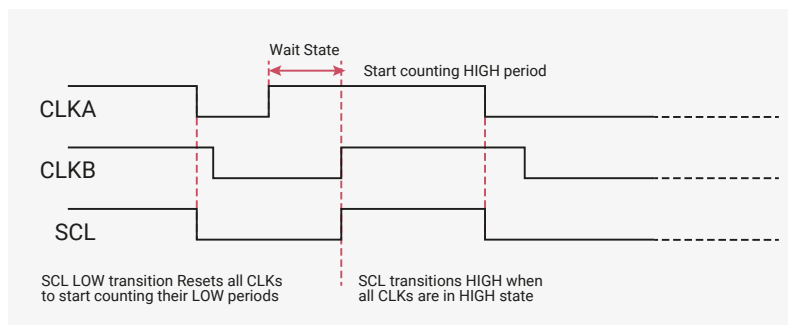 Wait State
Start counting HIGH period
CLKA
CLKB
SCL
SCL LOW transition Resets all CLKs
to start counting their LOW periods
SCL transitions HIGH when
all CLKs are in HIGH state